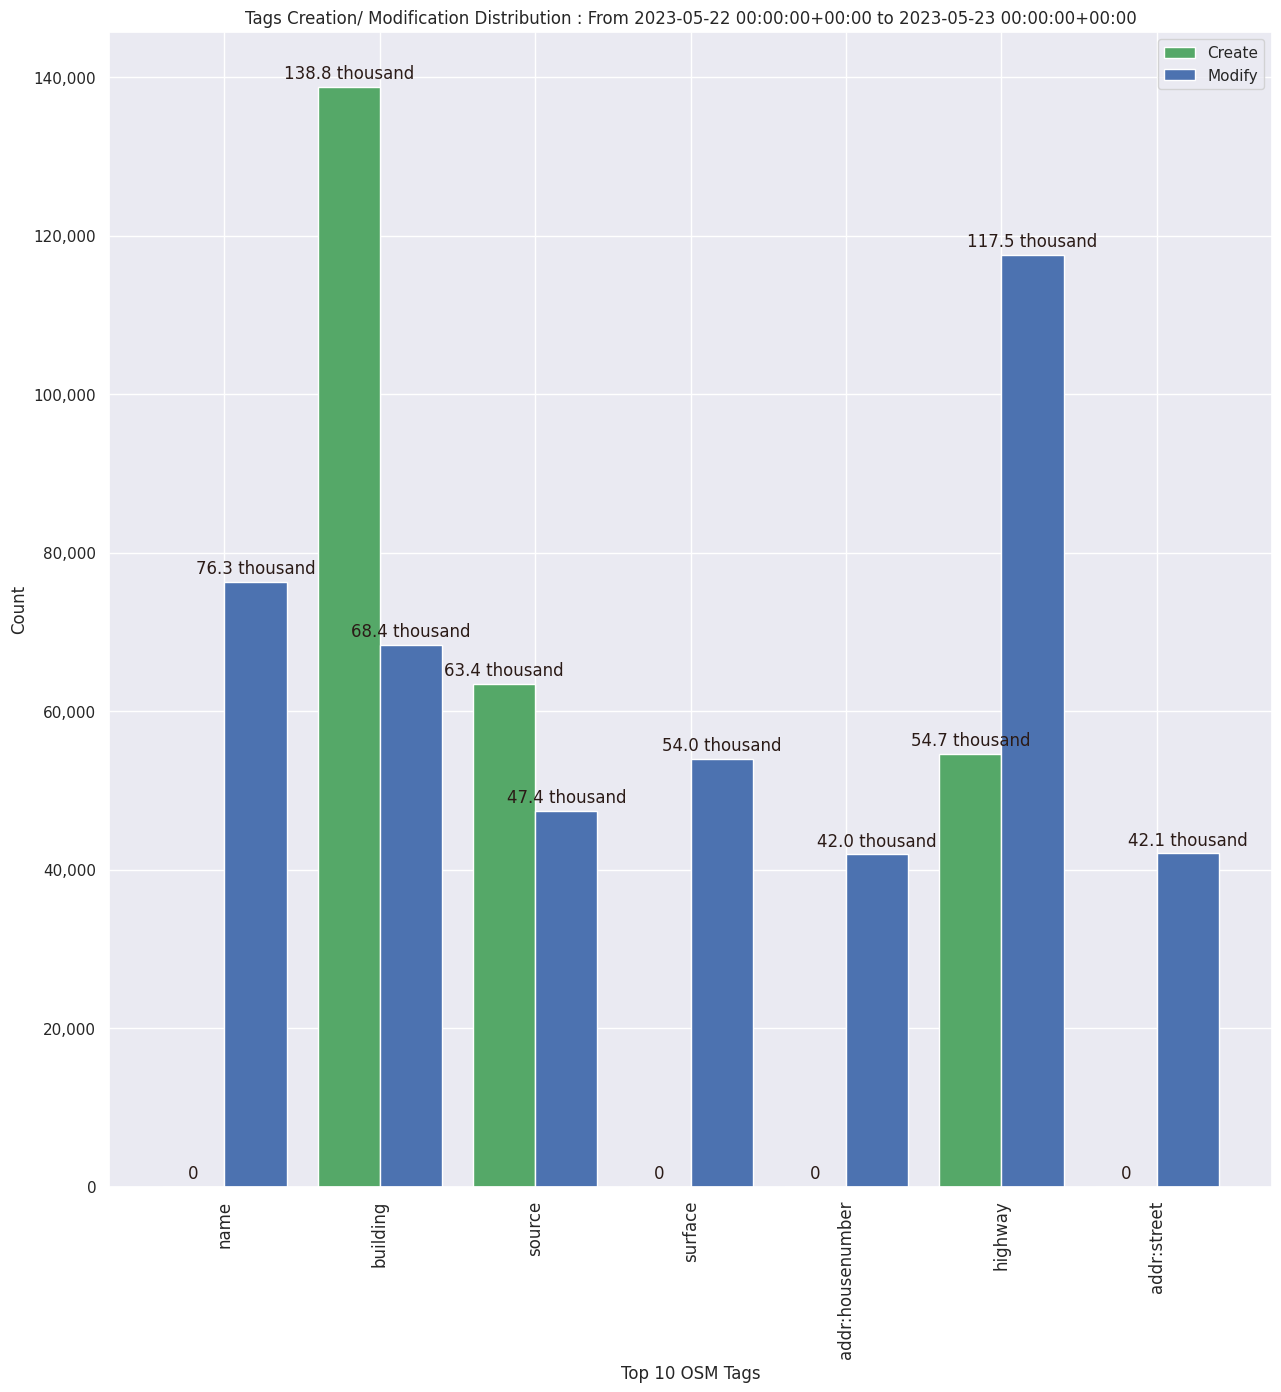 Tags Creation/ Modification Distribution : From 2023-05-22 00:00:00+00:00 to 2023-05-23 00:00:00+00:00
Create
Modify
140,000
120,000
100,000
80,000
60,000
40,000
20,000
0
Count
138.8 thousand
117.5 thousand
76.3 thousand
68.4 thousand
63.4 thousand
54.0 thousand
54.7 thousand
47.4 thousand
42.0 thousand
42.1 thousand
0
0
0
0
name
building
source
surface
addr:housenumber
highway
addr:street
Top 10 OSM Tags